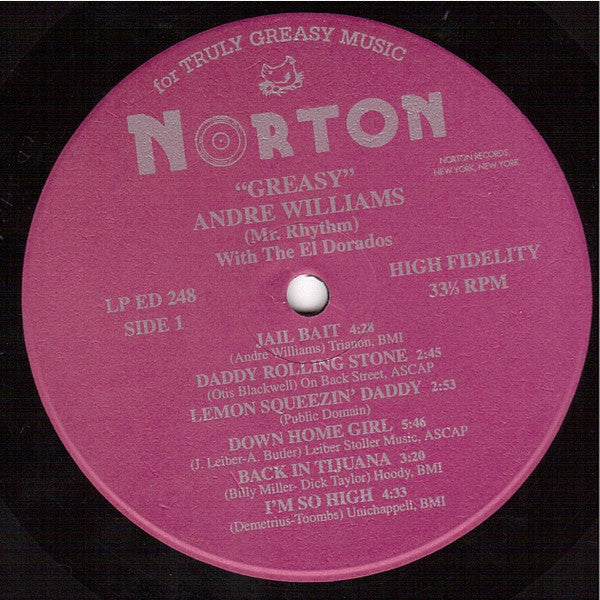 for TRULY GREASY MUSIC
NORTON
NORTON RECORDS,
NEW YORK, NEW YORK
"GREASY"
ANDRE WILLIAMS
(Mr. Rhythm)
With The El Dorados
LP ED 248
SIDE 1
HIGH FIDELITY
33⅓ RPM
JAIL BAIT 4:28
(Andre Williams) Trianon, BMI
DADDY ROLLING STONE 2:45
(Otis Blackwell) On Back Street, ASCAP
LEMON SQUEEZIN' DADDY 2:53
(Public Domain)
DOWN HOME GIRL 5:46
(J. Leiber-A. Butler) Leiber Stoller Music, ASCAP
BACK IN TIJUANA 3:20
(Billy Miller- Dick Taylor) Hoody, BMI
I'M SO HIGH 4:33
(Demetrius-Toombs) Unichappell, BMI